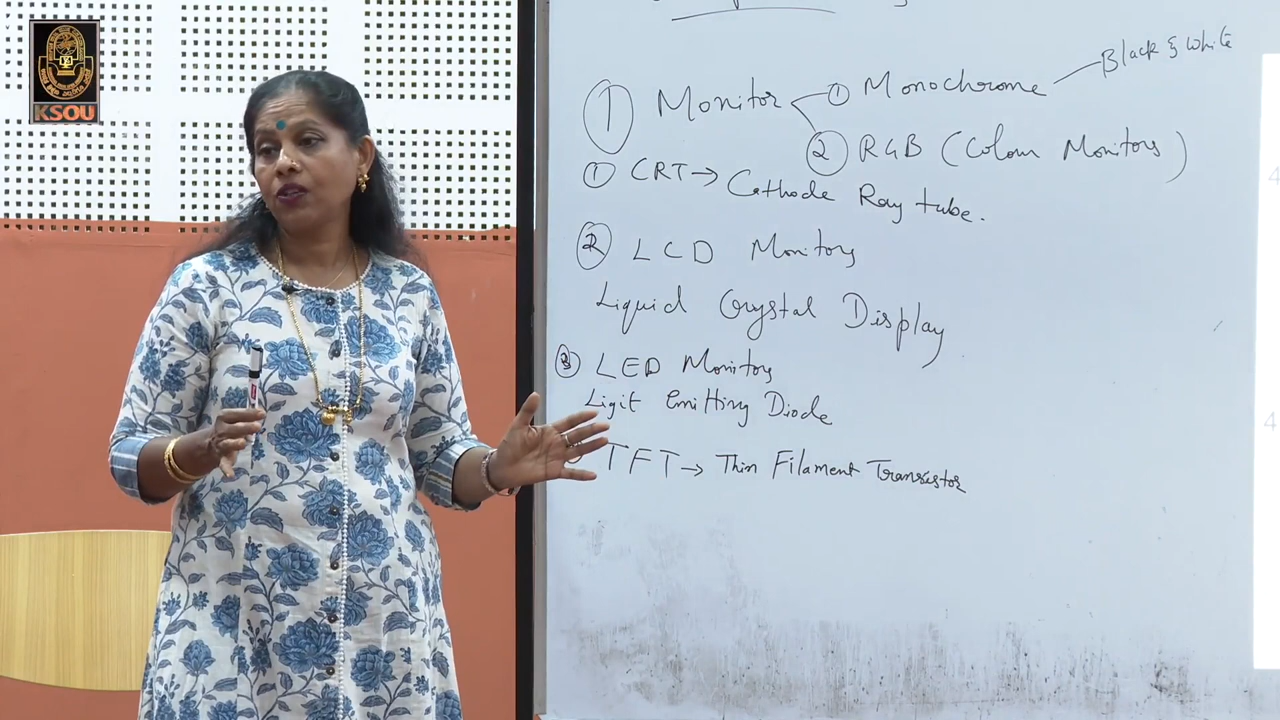 KSOU
Black & White
① Monitor ① Monochrome
② RGB (Colour Monitors)
① CRT → Cathode Ray tube.
② LCD Monitors
Liquid Crystal Display
③ LED Monitors
Ligit Emitting Diode
TFT → Thin Filament Transistor